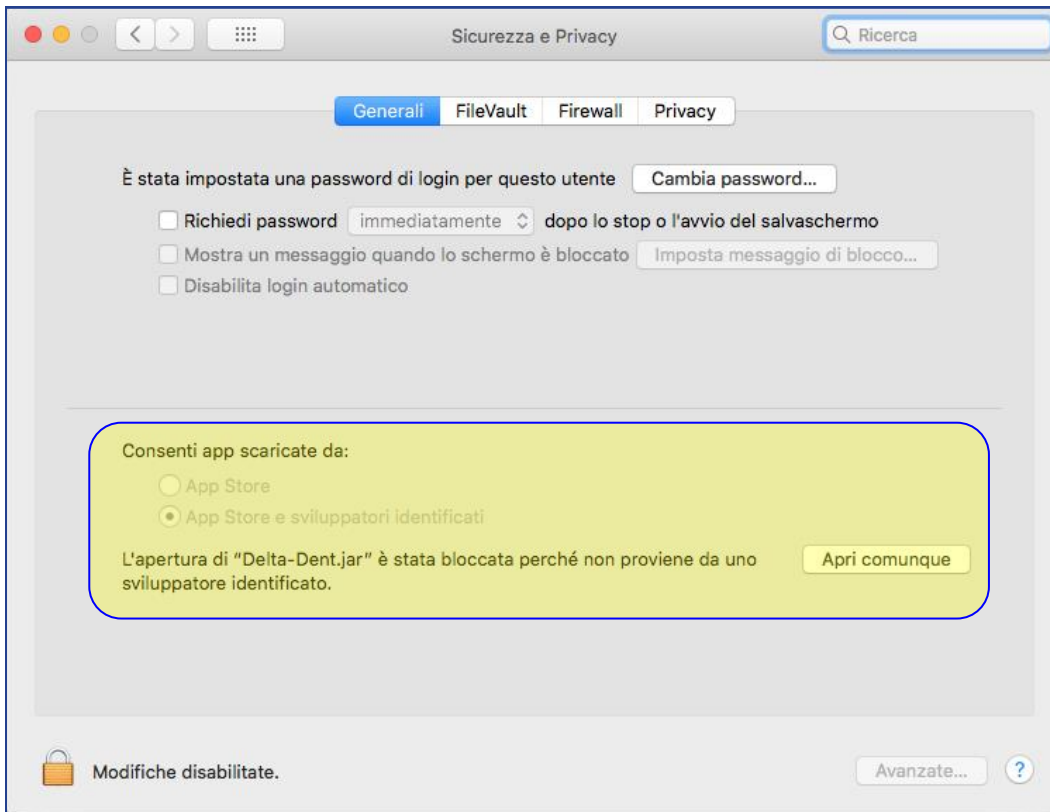 Sicurezza e Privacy
Ricerca
Generali FileVault Firewall Privacy
È stata impostata una password di login per questo utente Cambia password...
Richiedi password immediatamente dopo lo stop o l'avvio del salvaschermo
Mostra un messaggio quando lo schermo è bloccato Imposta messaggio di blocco...
Disabilita login automatico
Consenti app scaricate da:
App Store
App Store e sviluppatori identificati
L'apertura di “Delta-Dent.jar” è stata bloccata perché non proviene da uno Apri comunque
sviluppatore identificato.
Modifiche disabilitate.
Avanzate... ?